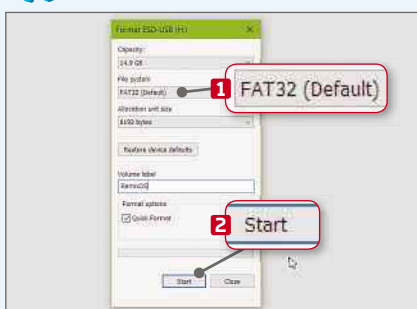 Format ESD-USB (H:)
Capacity:
14.9 GB
File system
FAT32 (Default)
1 FAT32 (Default)
Allocation unit size
8192 bytes
Restore device defaults
Volume label
RemixOS
Format options
Quick Format
2 Start
Start Close